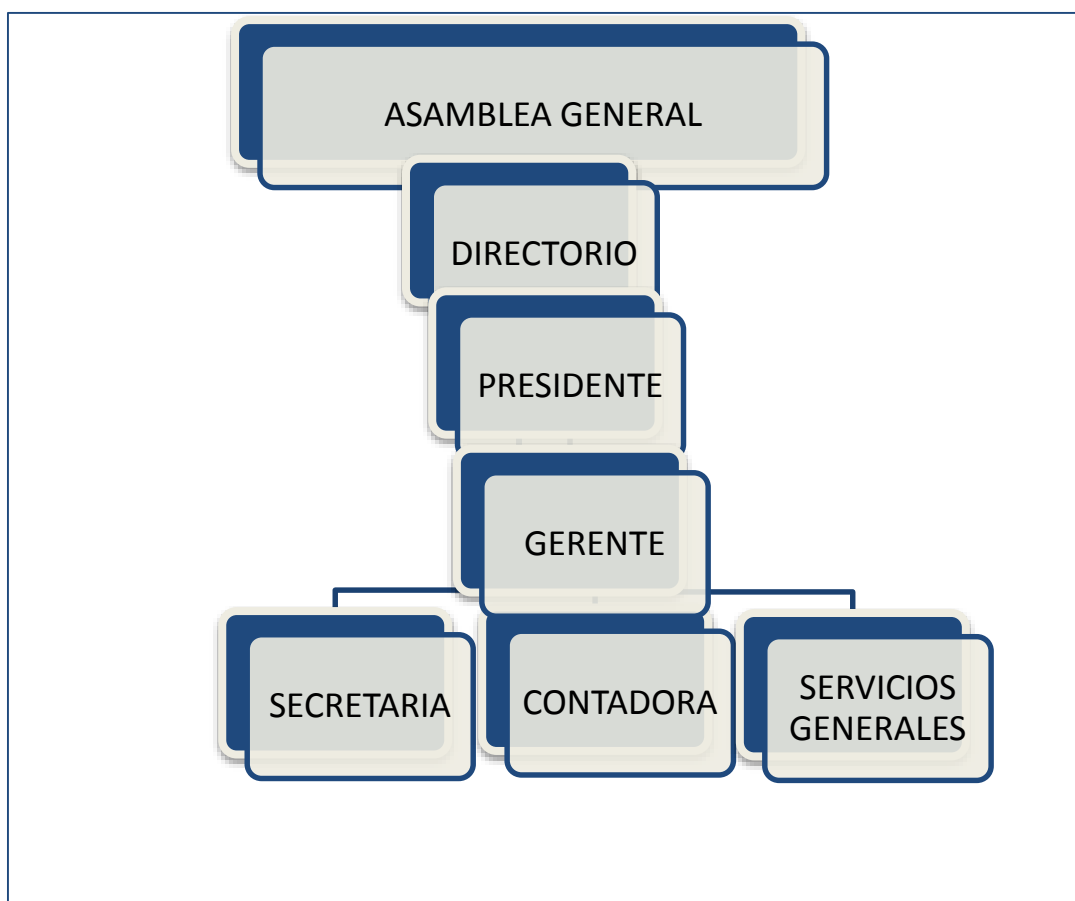 ASAMBLEA GENERAL
DIRECTORIO
PRESIDENTE
GERENTE
SECRETARIA
CONTADORA
SERVICIOS
GENERALES